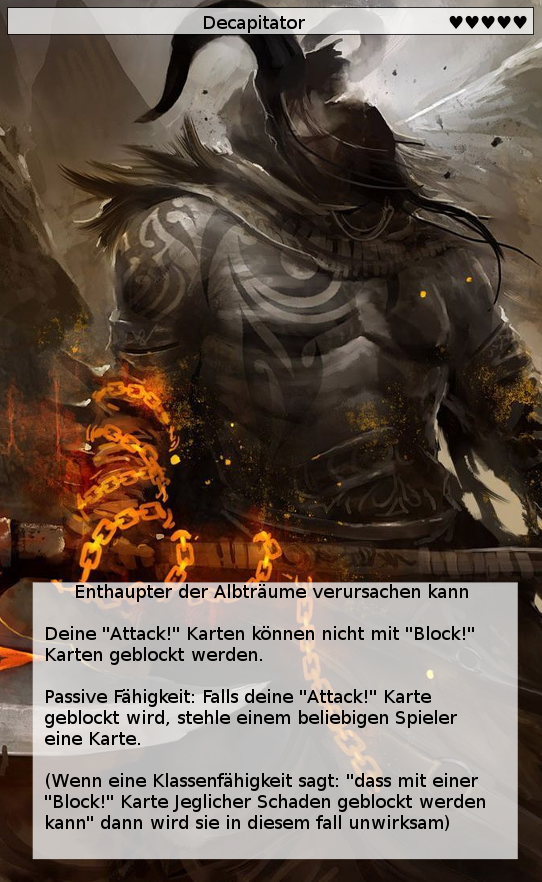 Decapitator ♥♥♥♥♥
Enthaupter der Albträume verursachen kann
Deine "Attack!" Karten können nicht mit "Block!"
Karten geblockt werden.
Passive Fähigkeit: Falls deine "Attack!" Karte
geblockt wird, stehle einem beliebigen Spieler
eine Karte.
(Wenn eine Klassenfähigkeit sagt: "dass mit einer
"Block!" Karte Jeglicher Schaden geblockt werden
kann" dann wird sie in diesem fall unwirksam)